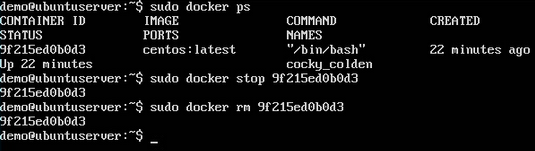 demo@ubuntuserver:~$ sudo docker ps
CONTAINER ID        IMAGE               COMMAND             CREATED
STATUS              PORTS               NAMES
9f215ed0b0d3        centos:latest       "/bin/bash"         22 minutes ago
Up 22 minutes                           cocky_colden
demo@ubuntuserver:~$ sudo docker stop 9f215ed0b0d3
9f215ed0b0d3
demo@ubuntuserver:~$ sudo docker rm 9f215ed0b0d3
9f215ed0b0d3
demo@ubuntuserver:~$ _